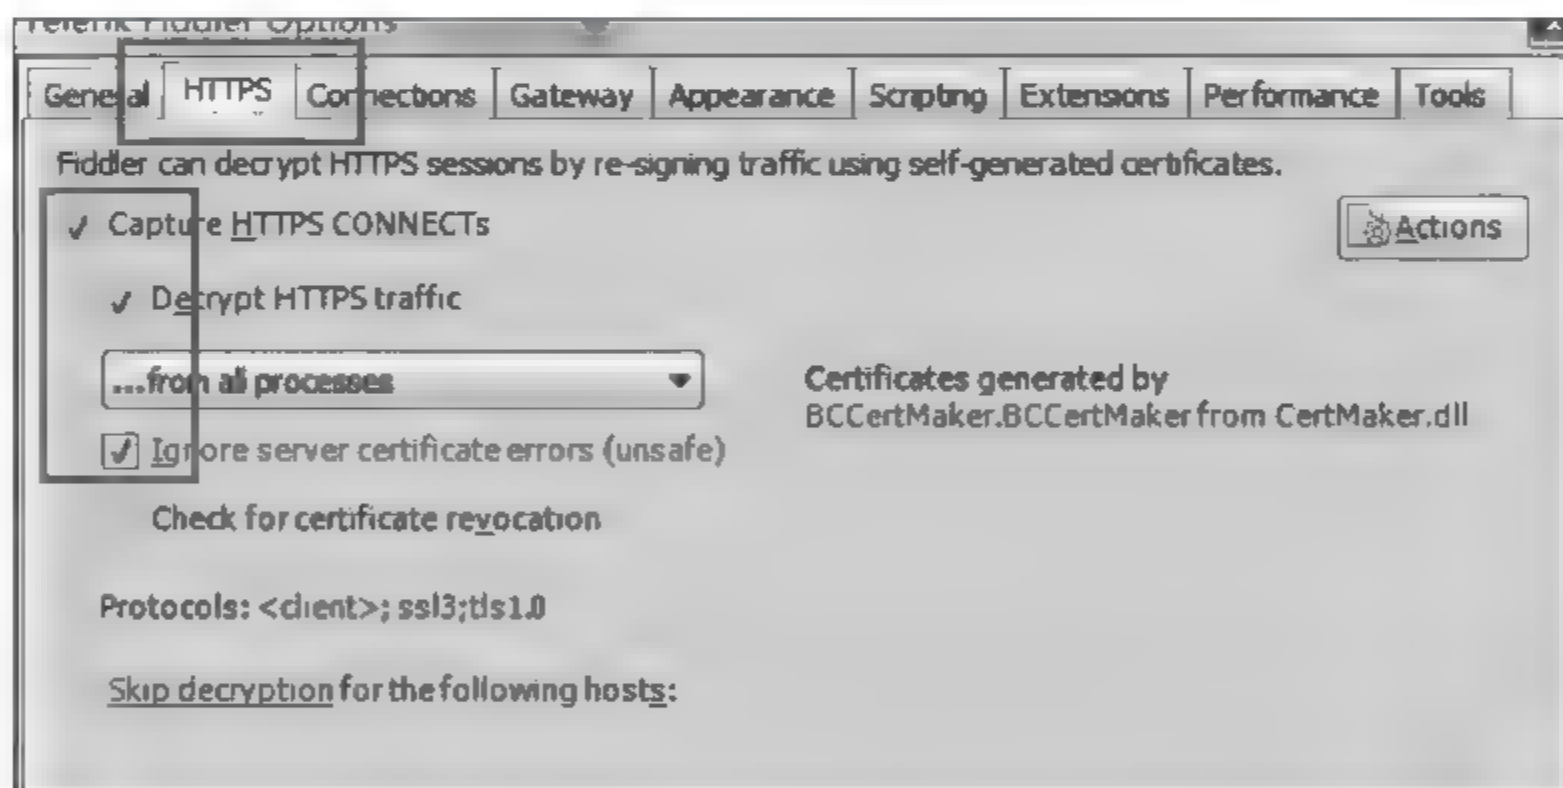 Telerik Fiddler Options
General HTTPS Connections Gateway Appearance Scripting Extensions Performance Tools
Fiddler can decrypt HTTPS sessions by re-signing traffic using self-generated certificates.
Capture HTTPS CONNECTs
Actions
Decrypt HTTPS traffic
...from all processes
Certificates generated by
BCCertMaker.BCCertMaker from CertMaker.dll
Ignore server certificate errors (unsafe)
Check for certificate revocation
Protocols: <client>; ssl3;tls1.0
Skip decryption for the following hosts: